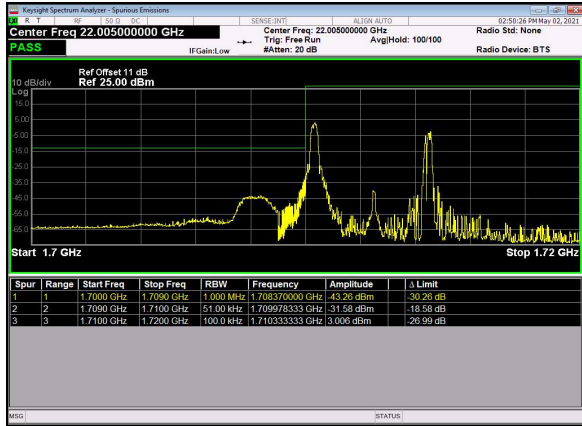 Keysight Spectrum Analyzer - Spurious Emissions
R T RF 50 Ω DC SENSE:INT ALIGN AUTO 02:50:26 PM May 02, 2021
Center Freq 22.005000000 GHz Center Freq: 22.005000000 GHz Radio Std: None
Trig: Free Run Avg|Hold: 100/100
PASS IFGain:Low #Atten: 20 dB Radio Device: BTS
Ref Offset 11 dB
10 dB/div Ref 25.00 dBm
Log
15.0
5.00
-5.00
-15.0
-25.0
-35.0
-45.0
-55.0
-65.0
Start 1.7 GHz Stop 1.72 GHz
Spur Range Start Freq Stop Freq RBW Frequency Amplitude Δ Limit
1 1 1.7000 GHz 1.7090 GHz 1.000 MHz 1.708370000 GHz -43.26 dBm -30.26 dB
2 2 1.7090 GHz 1.7100 GHz 51.00 kHz 1.709978333 GHz -31.58 dBm -18.58 dB
3 3 1.7100 GHz 1.7200 GHz 100.0 kHz 1.710333333 GHz 3.006 dBm -26.99 dB
MSG STATUS